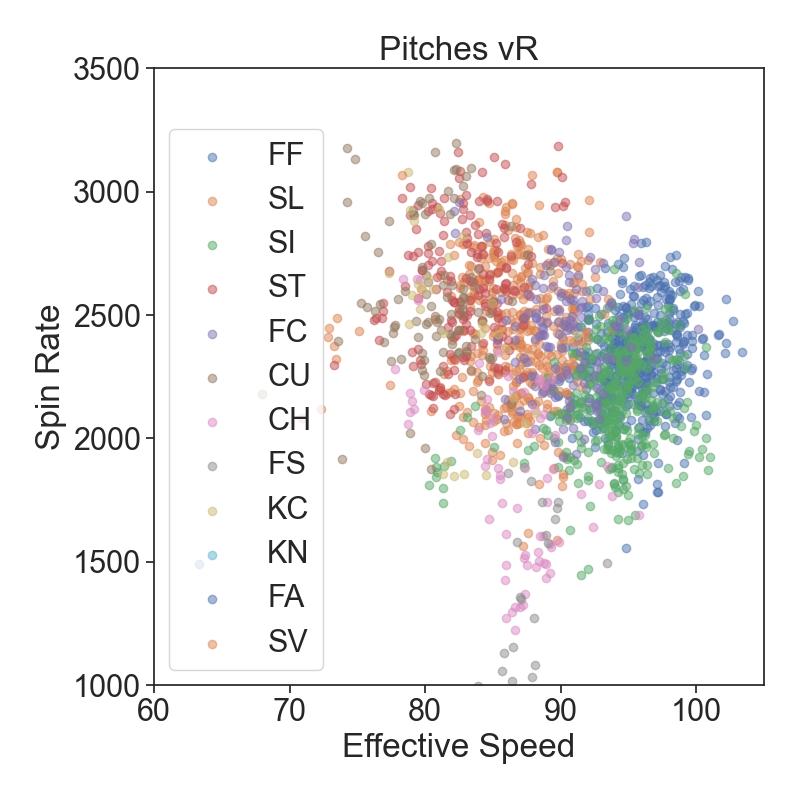 Pitches vR
3500
3000
2500
2000
1500
1000
Spin Rate
FF
SL
SI
ST
FC
CU
CH
FS
KC
KN
FA
SV
60 70 80 90 100
Effective Speed